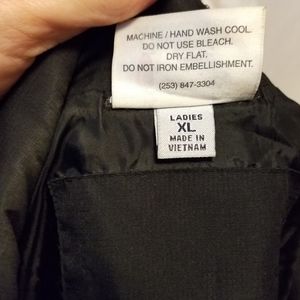 MACHINE / HAND WASH COOL.
DO NOT USE BLEACH.
DRY FLAT.
DO NOT IRON EMBELLISHMENT.
(253) 847-3304
LADIES
XL
MADE IN
VIETNAM